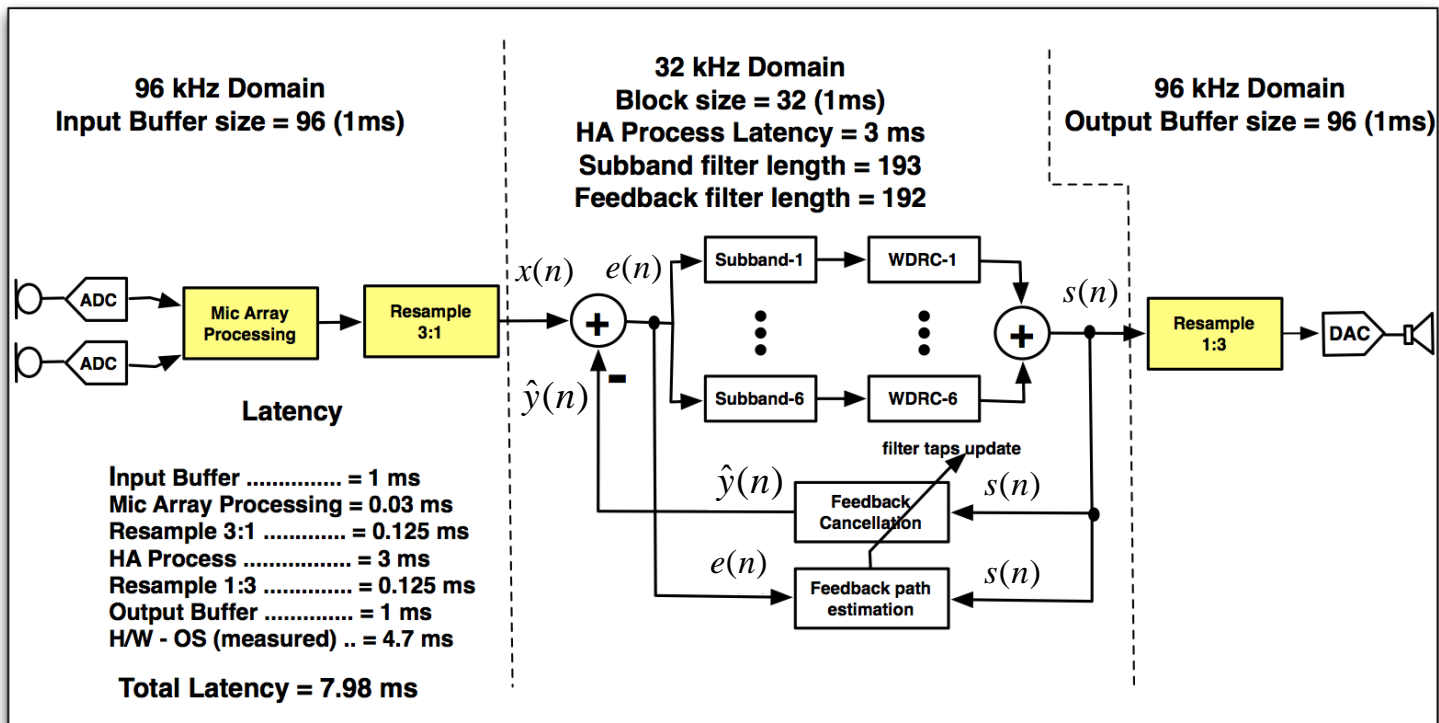 96 kHz Domain
Input Buffer size = 96 (1ms)
32 kHz Domain
Block size = 32 (1ms)
HA Process Latency = 3 ms
Subband filter length = 193
Feedback filter length = 192
96 kHz Domain
Output Buffer size = 96 (1ms)
ADC
ADC
Mic Array
Processing
Resample
3:1
x(n)
e(n)
+
-
ŷ(n)
Subband-1
WDRC-1
Subband-6
WDRC-6
+
s(n)
Resample
1:3
DAC
filter taps update
ŷ(n)
Feedback
Cancellation
s(n)
e(n)
Feedback path
estimation
s(n)
Latency
Input Buffer ............... = 1 ms
Mic Array Processing = 0.03 ms
Resample 3:1 ............. = 0.125 ms
HA Process ................. = 3 ms
Resample 1:3 .............. = 0.125 ms
Output Buffer .............. = 1 ms
H/W - OS (measured) .. = 4.7 ms
Total Latency = 7.98 ms